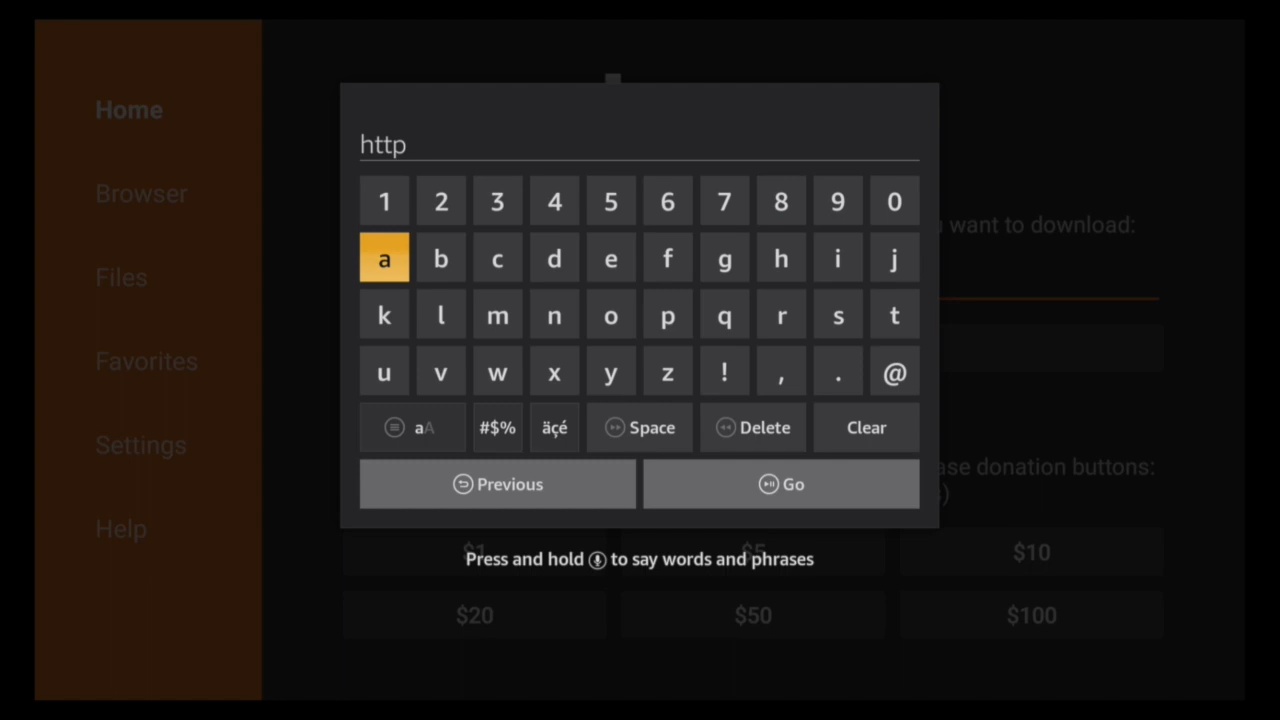 Home
Browser
Files
Favorites
Settings
Help
want to download:
http
1 2 3 4 5 6 7 8 9 0
a b c d e f g h i j
k l m n o p q r s t
u v w x y z ! , . @
aA #$% äçé Space Delete Clear
Previous Go
donation buttons:
Press and hold to say words and phrases
$1 $5 $10
$20 $50 $100